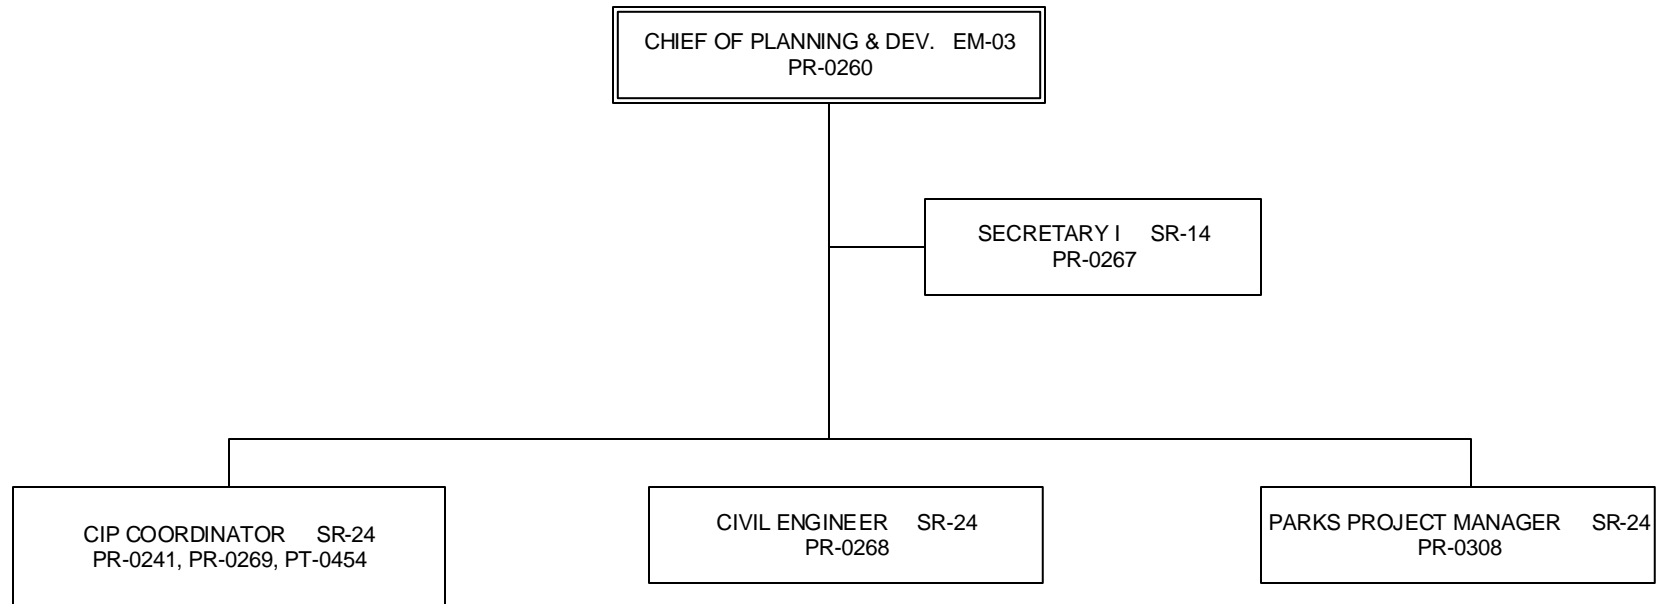 CHIEF OF PLANNING & DEV. EM-03
PR-0260
SECRETARY I SR-14
PR-0267
CIP COORDINATOR SR-24
PR-0241, PR-0269, PT-0454
CIVIL ENGINEER SR-24
PR-0268
PARKS PROJECT MANAGER SR-24
PR-0308